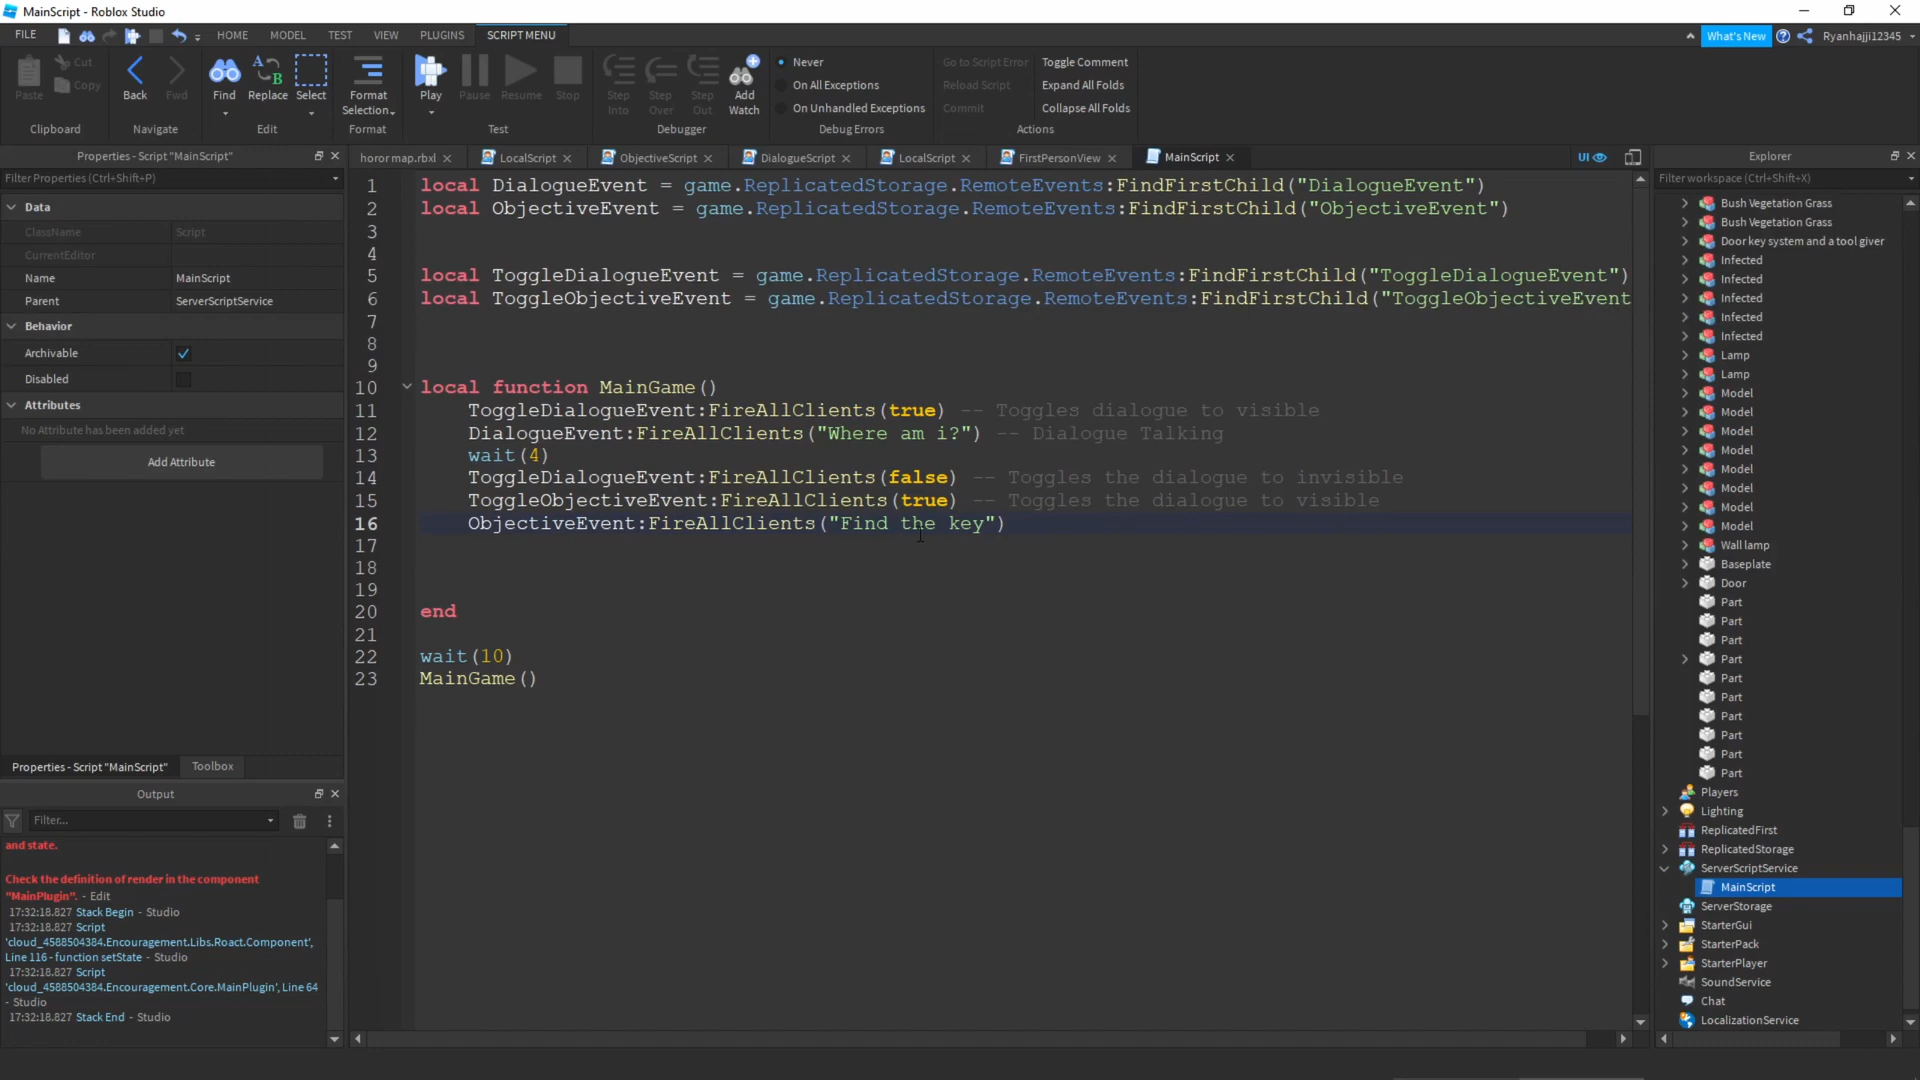 MainScript - Roblox Studio
FILE HOME MODEL TEST VIEW PLUGINS SCRIPT MENU What's New Ryanhajji12345
Paste Cut Copy Back Fwd Find Replace Select Format Selection Play Pause Resume Stop Step Into Step Over Step Out Add Watch
Never
On All Exceptions
On Unhandled Exceptions
Go to Script Error
Reload Script
Commit
Toggle Comment
Expand All Folds
Collapse All Folds
Clipboard Navigate Edit Format Test Debugger Debug Errors Actions
Properties - Script "MainScript"
Filter Properties (Ctrl+Shift+P)
Data
ClassName Script
CurrentEditor
Name MainScript
Parent ServerScriptService
Behavior
Archivable
Disabled
Attributes
No Attribute has been added yet
Add Attribute
Properties - Script "MainScript" Toolbox
Output
Filter...
and state.
Check the definition of render in the component
"MainPlugin". - Edit
17:32:18.827 Stack Begin - Studio
17:32:18.827 Script
'cloud_4588504384.Encouragement.Libs.Roact.Component',
Line 116 - function setState - Studio
17:32:18.827 Script
'cloud_4588504384.Encouragement.Core.MainPlugin', Line 64
- Studio
17:32:18.827 Stack End - Studio
horor map.rbxl LocalScript ObjectiveScript DialogueScript LocalScript FirstPersonView MainScript UI
1 local DialogueEvent = game.ReplicatedStorage.RemoteEvents:FindFirstChild("DialogueEvent")
2 local ObjectiveEvent = game.ReplicatedStorage.RemoteEvents:FindFirstChild("ObjectiveEvent")
3
4
5 local ToggleDialogueEvent = game.ReplicatedStorage.RemoteEvents:FindFirstChild("ToggleDialogueEvent")
6 local ToggleObjectiveEvent = game.ReplicatedStorage.RemoteEvents:FindFirstChild("ToggleObjectiveEvent
7
8
9
10 local function MainGame()
11 ToggleDialogueEvent:FireAllClients(true) -- Toggles dialogue to visible
12 DialogueEvent:FireAllClients("Where am i?") -- Dialogue Talking
13 wait(4)
14 ToggleDialogueEvent:FireAllClients(false) -- Toggles the dialogue to invisible
15 ToggleObjectiveEvent:FireAllClients(true) -- Toggles the dialogue to visible
16 ObjectiveEvent:FireAllClients("Find the key")
17
18
19
20 end
21
22 wait(10)
23 MainGame()
Explorer
Filter workspace (Ctrl+Shift+X)
Bush Vegetation Grass
Bush Vegetation Grass
Door key system and a tool giver
Infected
Infected
Infected
Infected
Infected
Lamp
Lamp
Model
Model
Model
Model
Model
Model
Model
Model
Wall lamp
Baseplate
Door
Part
Part
Part
Part
Part
Part
Part
Part
Part
Part
Players
Lighting
ReplicatedFirst
ReplicatedStorage
ServerScriptService
MainScript
ServerStorage
StarterGui
StarterPack
StarterPlayer
SoundService
Chat
LocalizationService